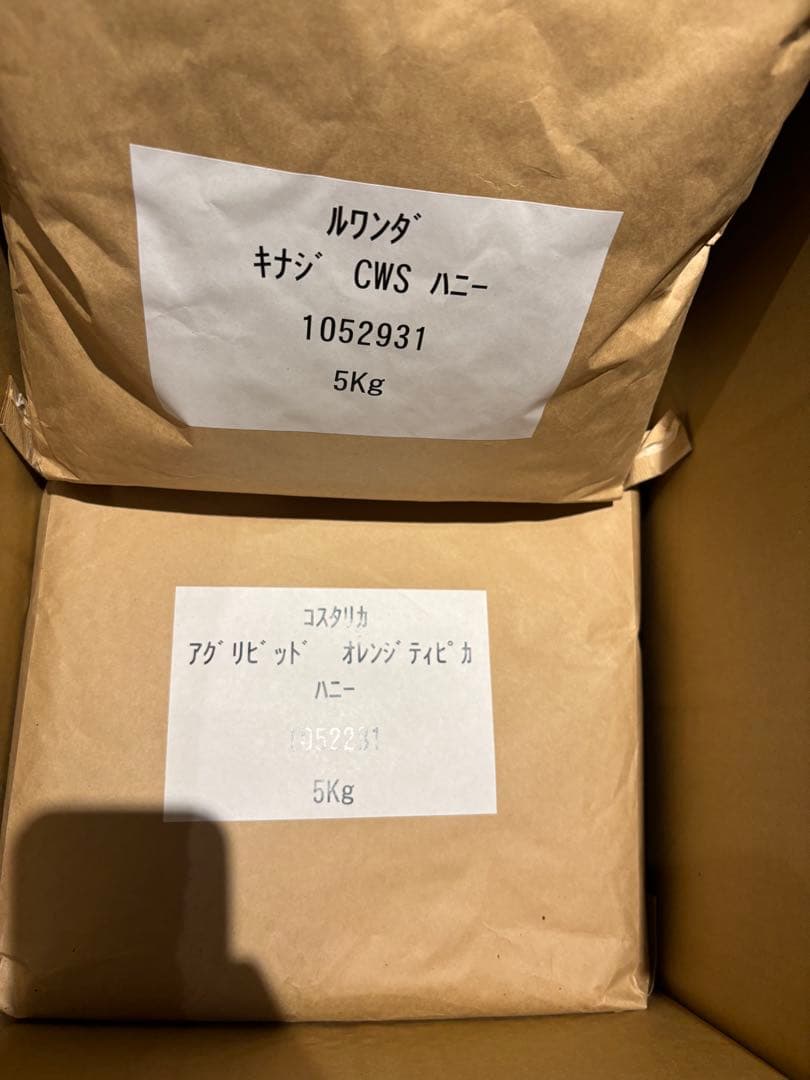 ﾙﾜﾝﾀﾞ
ｷﾅｼﾞ CWS ﾊﾆｰ
1052931
5Kg
ｺｽﾀﾘｶ
ｱｸﾞﾘﾋﾞｯﾄﾞ ｵﾚﾝｼﾞﾃｨﾋﾟｶ
ﾊﾆｰ
1052231
5Kg